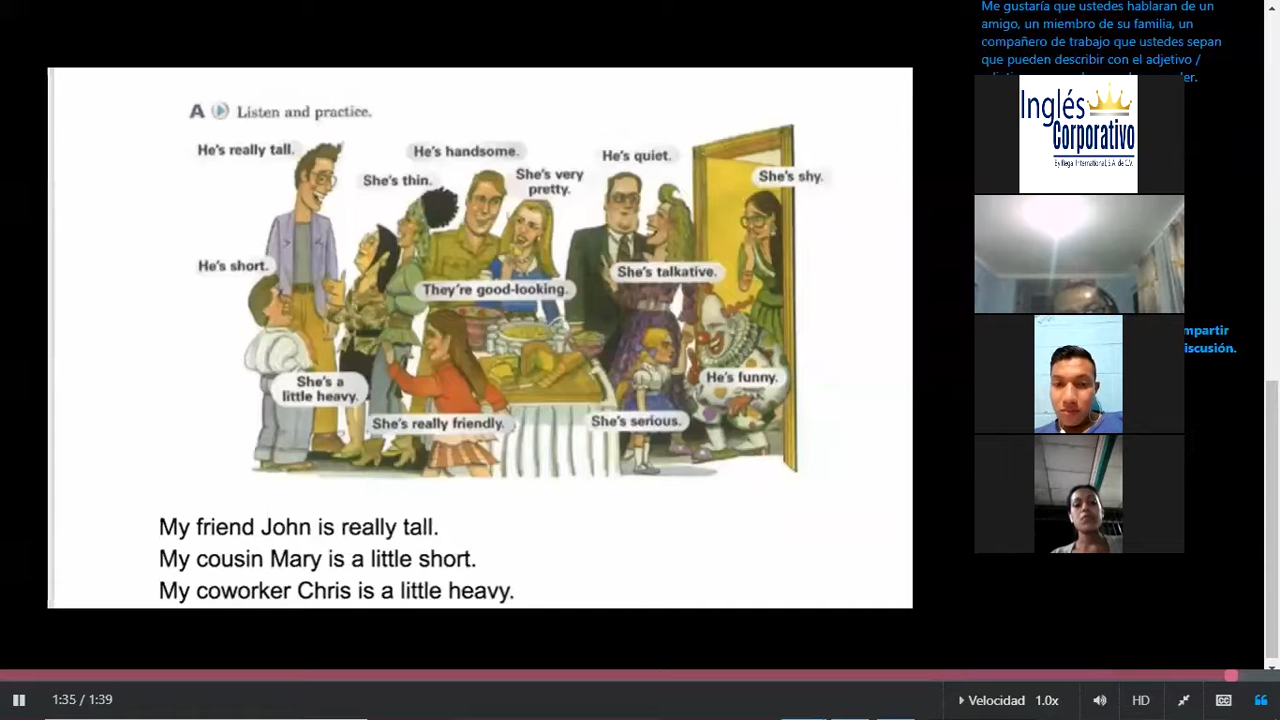 Me gustaría que ustedes hablaran de un
amigo, un miembro de su familia, un
compañero de trabajo que ustedes sepan
que pueden describir con el adjetivo /
Inglés
Corporativo
mpartir
iscusión.
A Listen and practice.
He's really tall.
He's handsome.
He's quiet.
She's thin.
She's very
pretty.
She's shy.
He's short.
She's talkative.
They're good-looking.
She's a
little heavy.
He's funny.
She's really friendly.
She's serious.
My friend John is really tall.
My cousin Mary is a little short.
My coworker Chris is a little heavy.
1:35 / 1:39
Velocidad 1.0x
HD
CC